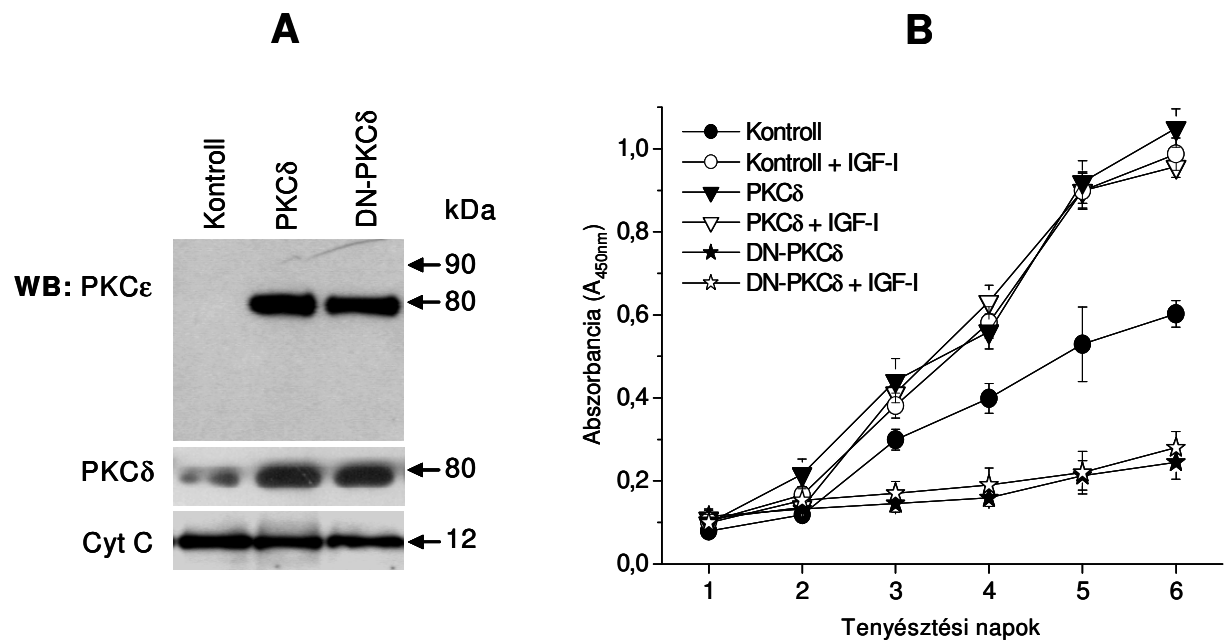 A
Kontroll
PKCδ
DN-PKCδ
kDa
WB: PKCε
90
80
PKCδ
80
Cyt C
12
B
Kontroll
Kontroll + IGF-I
PKCδ
PKCδ + IGF-I
DN-PKCδ
DN-PKCδ + IGF-I
Abszorbancia (A450nm)
1,0
0,8
0,6
0,4
0,2
0,0
1 2 3 4 5 6
Tenyésztési napok